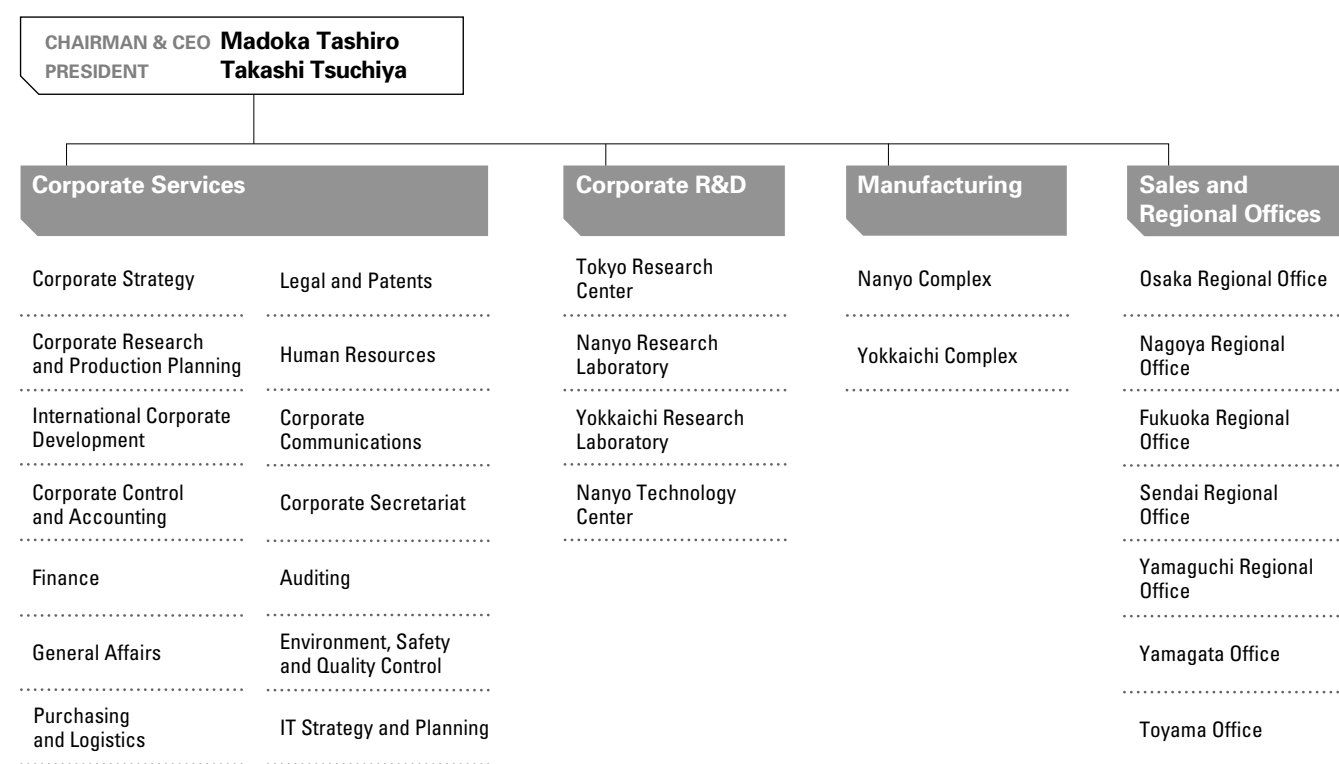 CHAIRMAN & CEO Madoka Tashiro
PRESIDENT Takashi Tsuchiya
Corporate Services
Corporate Strategy
Corporate Research
and Production Planning
International Corporate
Development
Corporate Control
and Accounting
Finance
General Affairs
Purchasing
and Logistics
Legal and Patents
Human Resources
Corporate
Communications
Corporate Secretariat
Auditing
Environment, Safety
and Quality Control
IT Strategy and Planning
Corporate R&D
Tokyo Research
Center
Nanyo Research
Laboratory
Yokkaichi Research
Laboratory
Nanyo Technology
Center
Manufacturing
Nanyo Complex
Yokkaichi Complex
Sales and
Regional Offices
Osaka Regional Office
Nagoya Regional
Office
Fukuoka Regional
Office
Sendai Regional
Office
Yamaguchi Regional
Office
Yamagata Office
Toyama Office